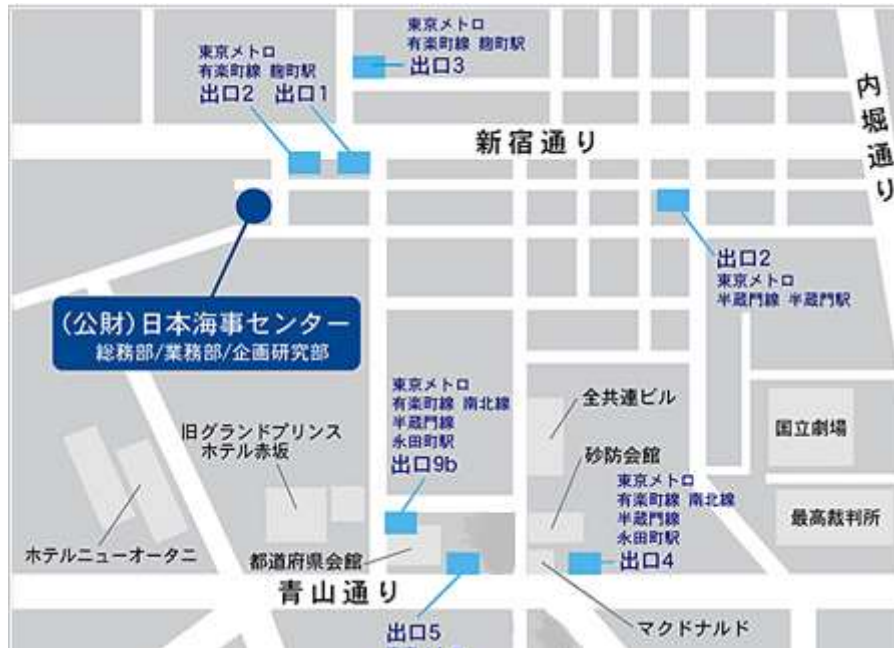 東京メトロ
有楽町線 麹町駅
出口3
東京メトロ
有楽町線 麹町駅
出口2 出口1
新宿通り
内堀通り
出口2
東京メトロ
半蔵門線 半蔵門駅
(公財)日本海事センター
総務部/業務部/企画研究部
東京メトロ
有楽町線 南北線
半蔵門線
永田町駅
出口9b
全共連ビル
国立劇場
旧グランドプリンス
ホテル赤坂
砂防会館
東京メトロ
有楽町線 南北線
半蔵門線
永田町駅
出口4
最高裁判所
ホテルニューオータニ
都道府県会館
青山通り
出口5
マクドナルド